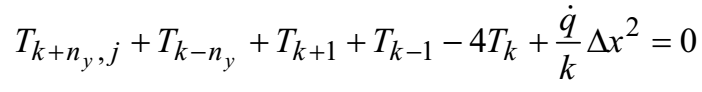 $T_{k+n_y,j} + T_{k-n_y} + T_{k+1} + T_{k-1} - 4T_k + \frac{\dot{q}}{k} \Delta x^2 = 0$